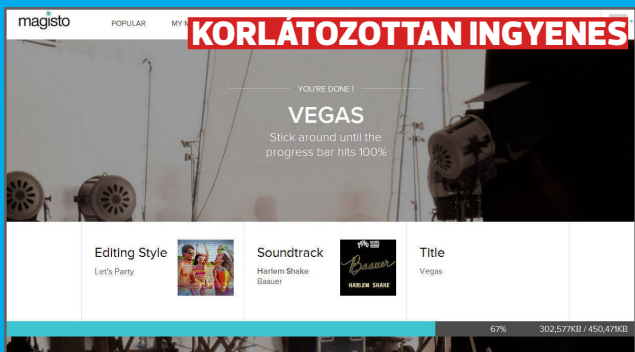 magisto
POPULAR
MY M
KORLÁTOZOTTAN INGYENES
YOU'RE DONE !
VEGAS
Stick around until the
progress bar hits 100%
Editing Style
Let's Party
Soundtrack
Harlem Shake
Baauer
Baauer
HARLEM SHAKE
Title
Vegas
67%
302,577KB / 450,471KB